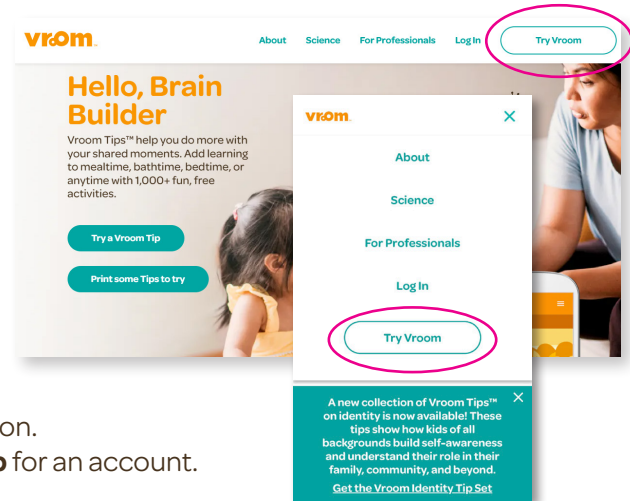 vroom™
About Science For Professionals Log In Try Vroom
Hello, Brain
Builder
Vroom Tips™ help you do more with
your shared moments. Add learning
to mealtime, bathtime, bedtime, or
anytime with 1,000+ fun, free
activities.
Try a Vroom Tip
Print some Tips to try
vroom™
About
Science
For Professionals
Log In
Try Vroom
A new collection of Vroom Tips™
on identity is now available! These
tips show how kids of all
backgrounds build self-awareness
and understand their role in their
family, community, and beyond.
Get the Vroom Identity Tip Set
on.
for an account.